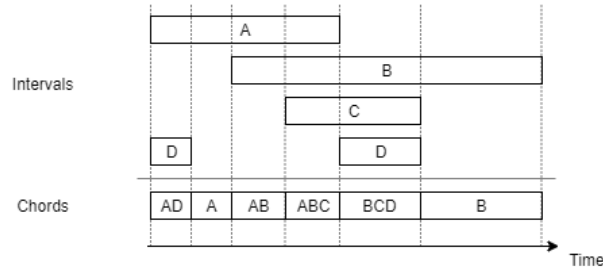 A
Intervals
B
C
D D
Chords AD A AB ABC BCD B
Time